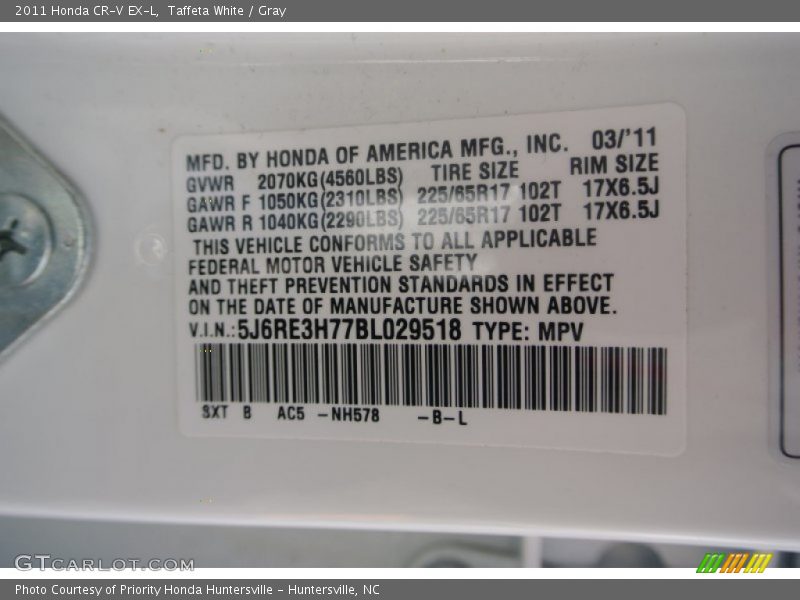 2011 Honda CR-V EX-L, Taffeta White / Gray
MFD. BY HONDA OF AMERICA MFG., INC. 03/'11
GVWR 2070KG(4560LBS) TIRE SIZE RIM SIZE
GAWR F 1050KG(2310LBS) 225/65R17 102T 17X6.5J
GAWR R 1040KG(2290LBS) 225/65R17 102T 17X6.5J
THIS VEHICLE CONFORMS TO ALL APPLICABLE
FEDERAL MOTOR VEHICLE SAFETY
AND THEFT PREVENTION STANDARDS IN EFFECT
ON THE DATE OF MANUFACTURE SHOWN ABOVE.
V.I.N.:5J6RE3H77BL029518 TYPE: MPV
SXT B AC5 -NH578 -B-L
GTCARLOT.COM
Photo Courtesy of Priority Honda Huntersville - Huntersville, NC